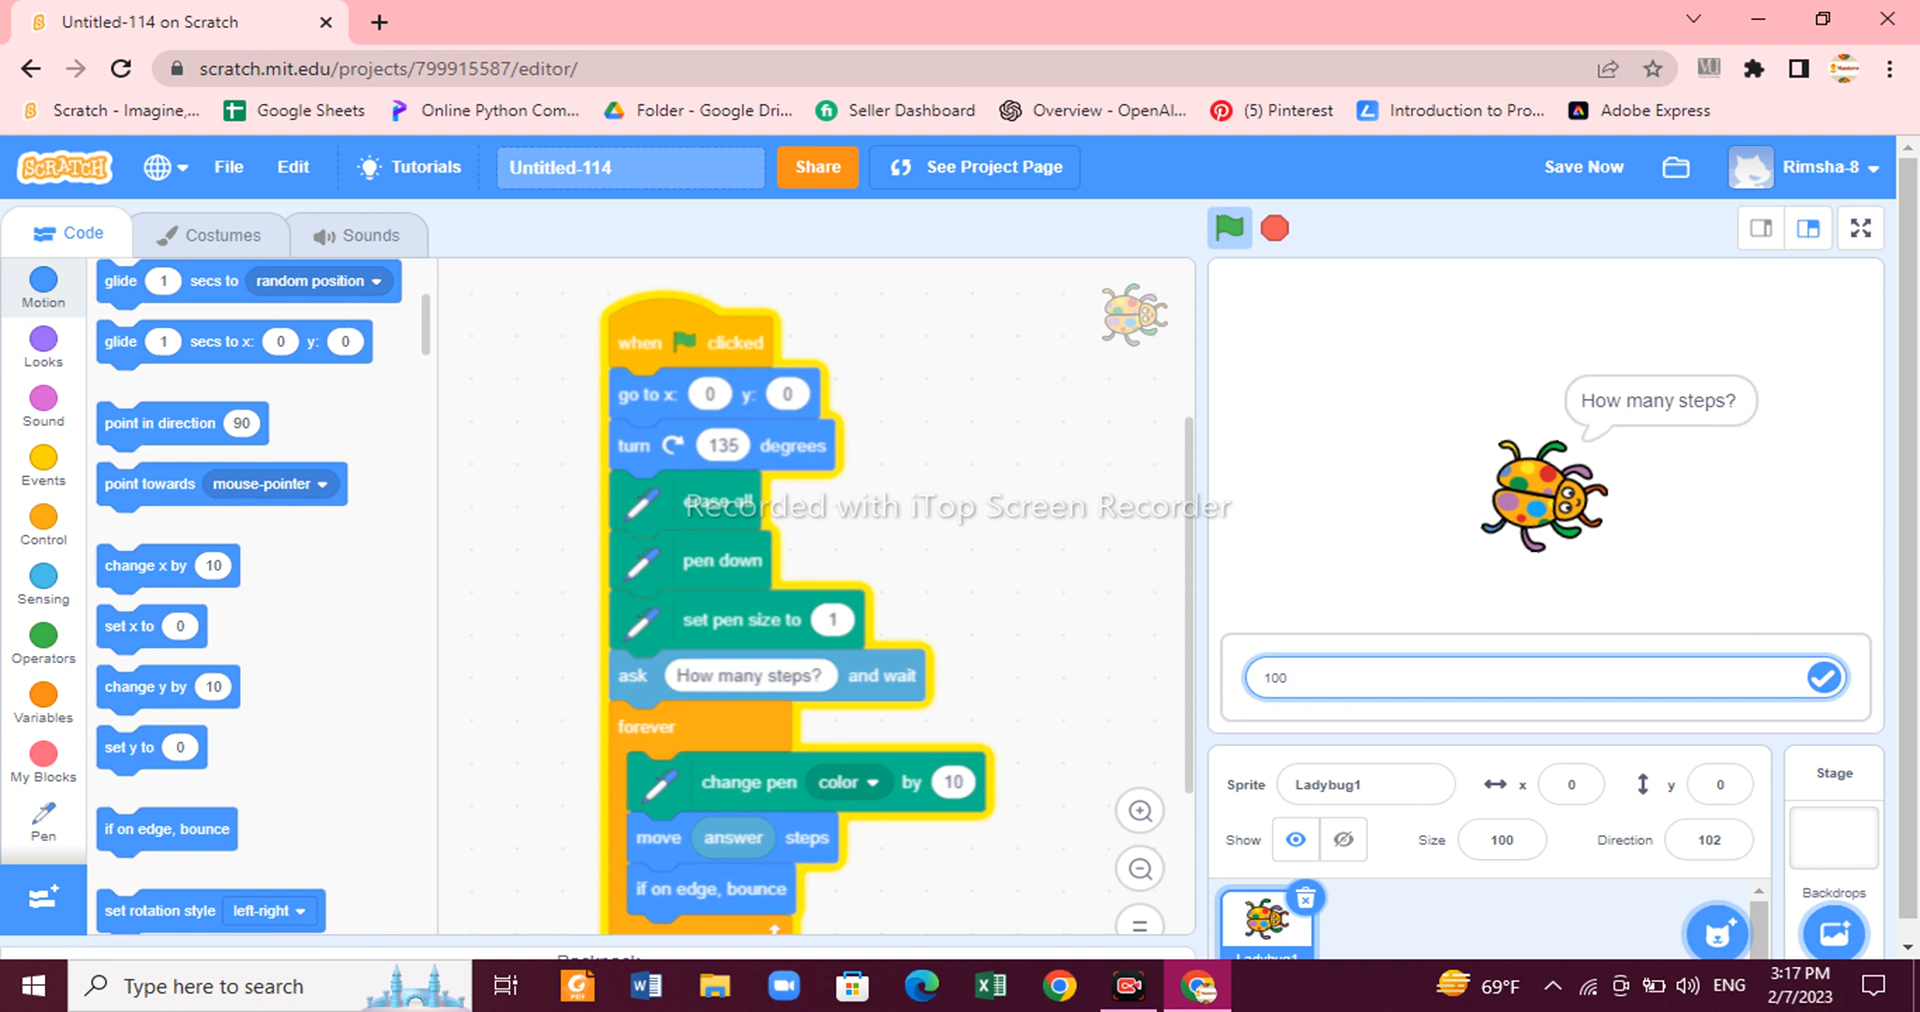 Untitled-114 on Scratch
scratch.mit.edu/projects/799915587/editor/
Scratch - Imagine,... Google Sheets Online Python Com... Folder - Google Dri... Seller Dashboard Overview - OpenAI... (5) Pinterest Introduction to Pro... Adobe Express
SCRATCH File Edit Tutorials Untitled-114 Share See Project Page Save Now Rimsha-8
Code Costumes Sounds
Motion
Looks
Sound
Events
Control
Sensing
Operators
Variables
My Blocks
Pen
glide 1 secs to random position
glide 1 secs to x: 0 y: 0
point in direction 90
point towards mouse-pointer
change x by 10
set x to 0
change y by 10
set y to 0
if on edge, bounce
set rotation style left-right
when clicked
go to x: 0 y: 0
turn 135 degrees
erase all
Recorded with iTop Screen Recorder
pen down
set pen size to 1
ask How many steps? and wait
forever
change pen color by 10
move answer steps
if on edge, bounce
How many steps?
100
Sprite Ladybug1 x 0 y 0
Show Size 100 Direction 102
Ladybug1
Stage
Backdrops
Backpack
Type here to search
69°F ENG
3:17 PM
2/7/2023